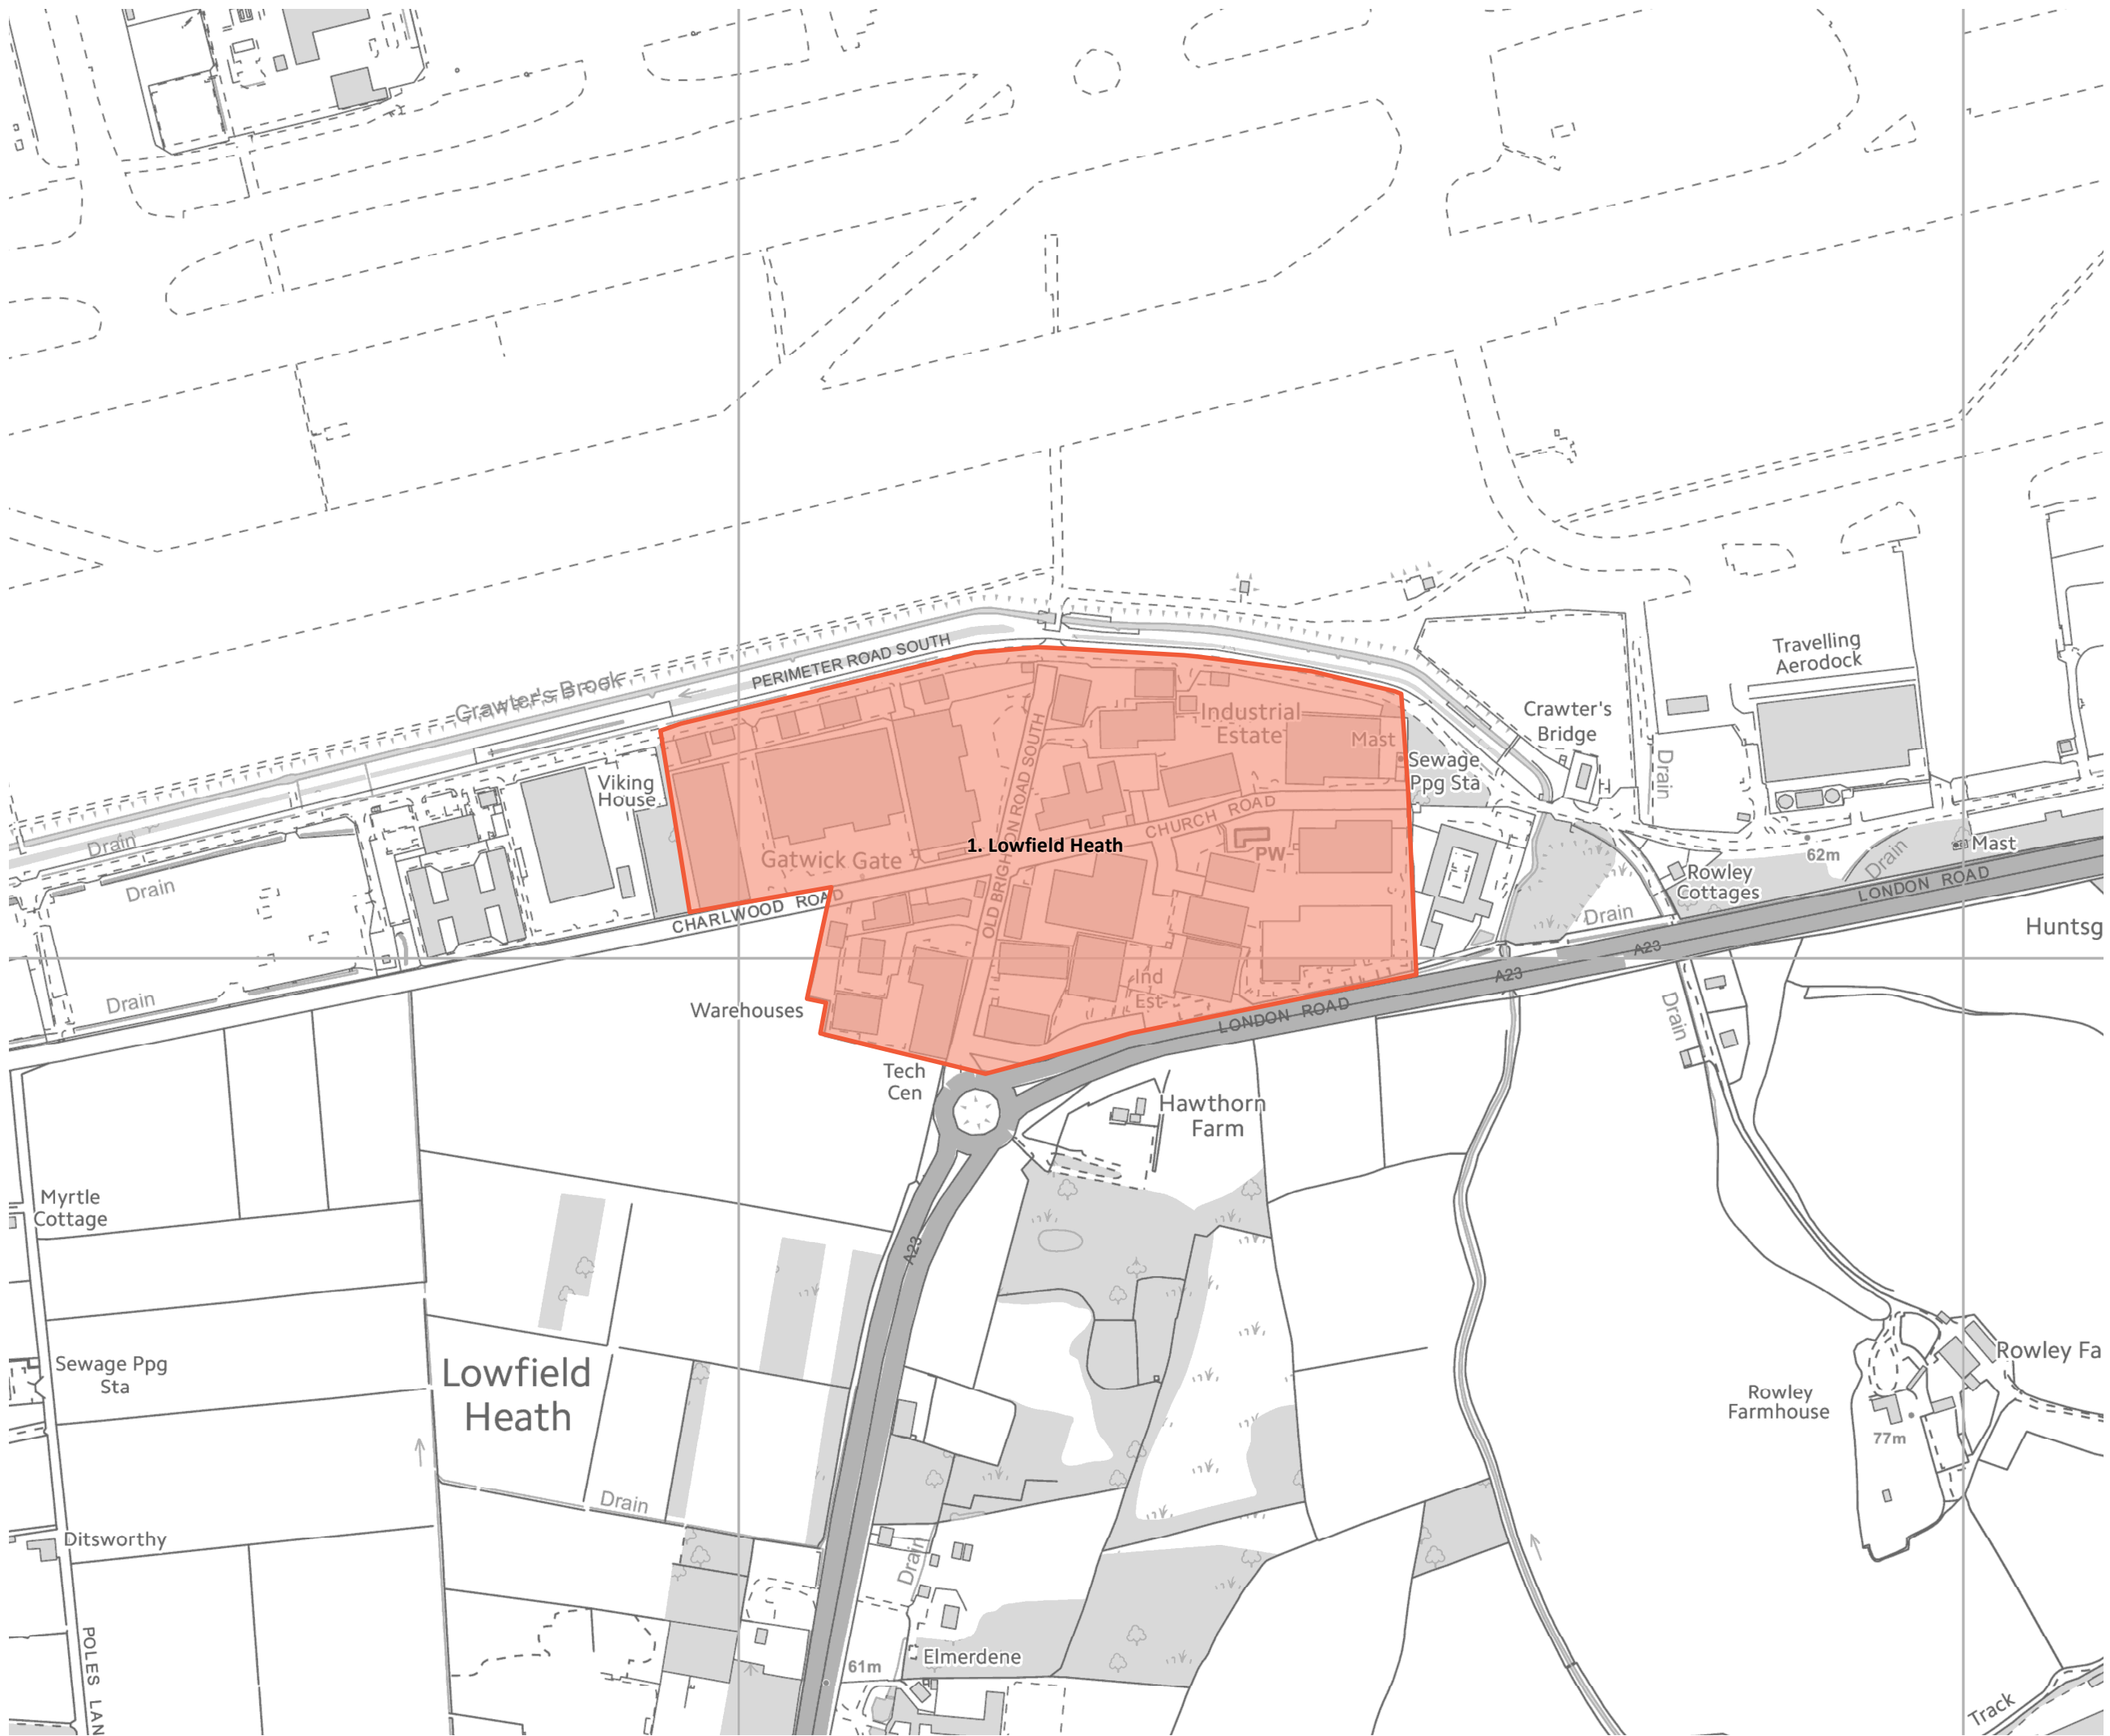 Crawter's Brook
PERIMETER ROAD SOUTH
Travelling
Aerodock
Crawter's
Bridge
Industrial
Estate
Mast
Sewage
Ppg Sta
H
Drain
Viking
House
OLD BRIGHTON ROAD SOUTH
CHURCH ROAD
1. Lowfield Heath
Gatwick Gate
PW
Drain
Drain
62m
Drain
Mast
Rowley
Cottages
LONDON ROAD
CHARLWOOD ROAD
Drain
Huntsg
A23
A23
Drain
Warehouses
Ind
Est
LONDON ROAD
Drain
Tech
Cen
Hawthorn
Farm
Myrtle
Cottage
A23
Lowfield
Heath
Sewage Ppg
Sta
Rowley Fa
Rowley
Farmhouse
77m
Drain
Ditsworthy
Drain
POLES LAN
61m
Elmerdene
Track